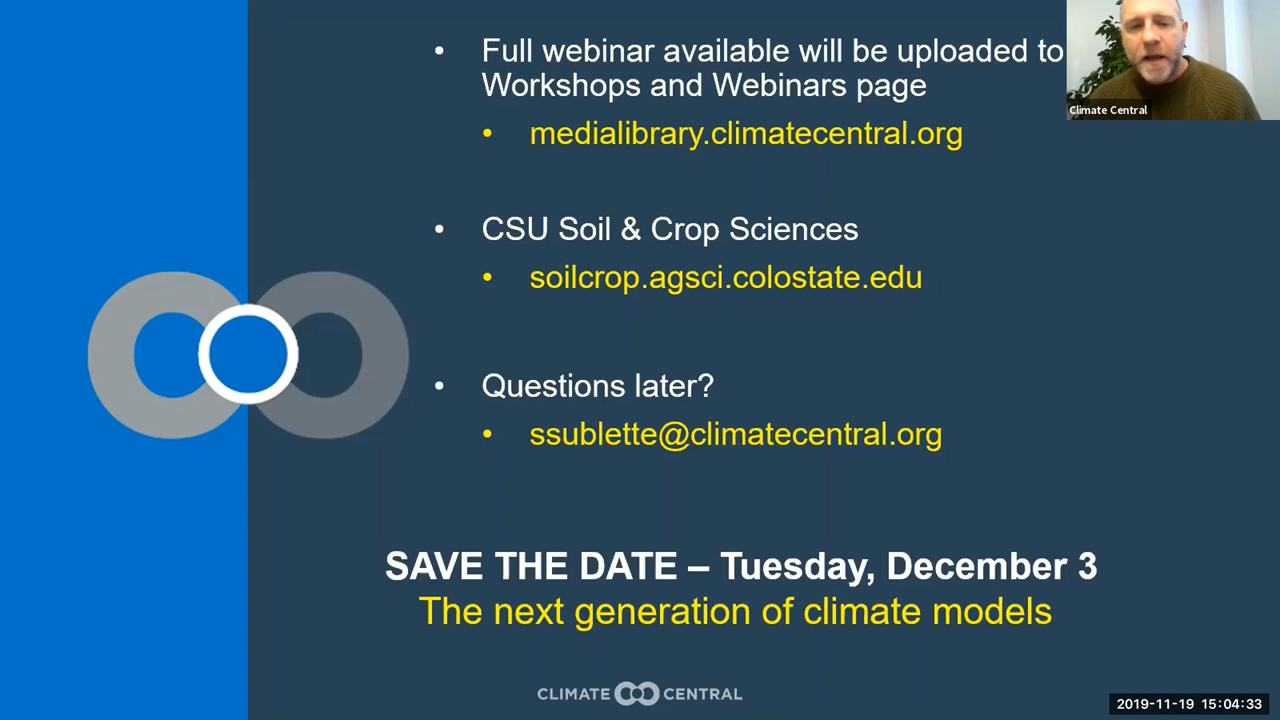 • Full webinar available will be uploaded to
Workshops and Webinars page
• medialibrary.climatecentral.org
• CSU Soil & Crop Sciences
• soilcrop.agsci.colostate.edu
• Questions later?
• ssublette@climatecentral.org
SAVE THE DATE – Tuesday, December 3
The next generation of climate models
CLIMATE CENTRAL
Climate Central
2019-11-19 15:04:33